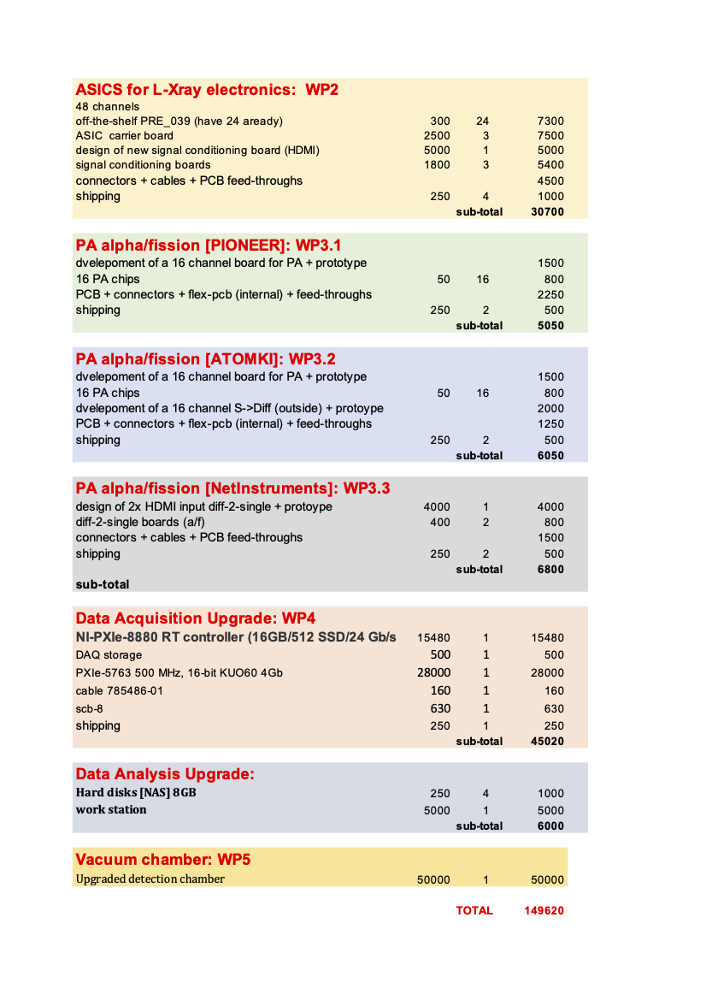 ASICS for L-Xray electronics: WP2
48 channels
off-the-shelf PRE_039 (have 24 aready) 300 24 7300
ASIC carrier board 2500 3 7500
design of new signal conditioning board (HDMI) 5000 1 5000
signal conditioning boards 1800 3 5400
connectors + cables + PCB feed-throughs 4500
shipping 250 4 1000
sub-total 30700
PA alpha/fission [PIONEER]: WP3.1
dvelepoment of a 16 channel board for PA + prototype 1500
16 PA chips 50 16 800
PCB + connectors + flex-pcb (internal) + feed-throughs 2250
shipping 250 2 500
sub-total 5050
PA alpha/fission [ATOMKI]: WP3.2
dvelepoment of a 16 channel board for PA + prototype 1500
16 PA chips 50 16 800
dvelepoment of a 16 channel S->Diff (outside) + protoype 2000
PCB + connectors + flex-pcb (internal) + feed-throughs 1250
shipping 250 2 500
sub-total 6050
PA alpha/fission [NetInstruments]: WP3.3
design of 2x HDMI input diff-2-single + protoype 4000 1 4000
diff-2-single boards (a/f) 400 2 800
connectors + cables + PCB feed-throughs 1500
shipping 250 2 500
sub-total 6800
sub-total
Data Acquisition Upgrade: WP4
NI-PXIe-8880 RT controller (16GB/512 SSD/24 Gb/s 15480 1 15480
DAQ storage 500 1 500
PXIe-5763 500 MHz, 16-bit KUO60 4Gb 28000 1 28000
cable 785486-01 160 1 160
scb-8 630 1 630
shipping 250 1 250
sub-total 45020
Data Analysis Upgrade:
Hard disks [NAS] 8GB 250 4 1000
work station 5000 1 5000
sub-total 6000
Vacuum chamber: WP5
Upgraded detection chamber 50000 1 50000
TOTAL 149620